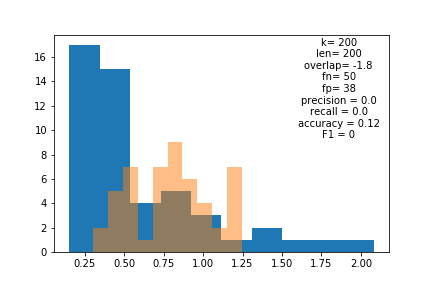 k= 200
len= 200
overlap= -1.8
fn= 50
fp= 38
precision = 0.0
recall = 0.0
accuracy = 0.12
F1 = 0
16
14
12
10
8
6
4
2
0
0.25 0.50 0.75 1.00 1.25 1.50 1.75 2.00